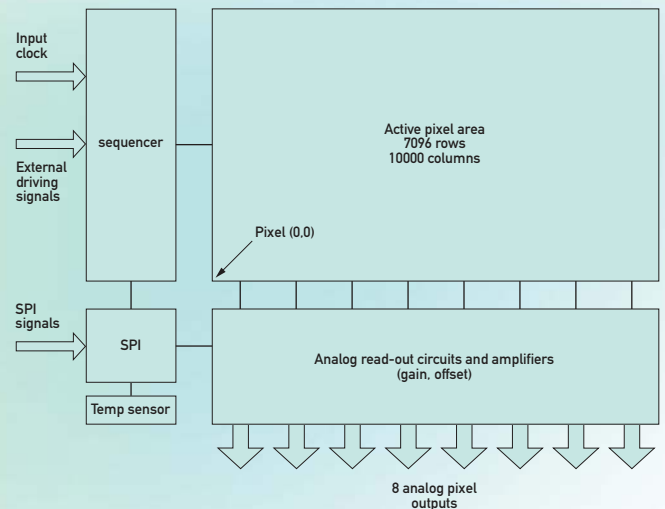 Input
clock
sequencer
External
driving
signals
Active pixel area
7096 rows
10000 columns
Pixel (0,0)
SPI
signals
SPI
Temp sensor
Analog read-out circuits and amplifiers
(gain, offset)
8 analog pixel
outputs